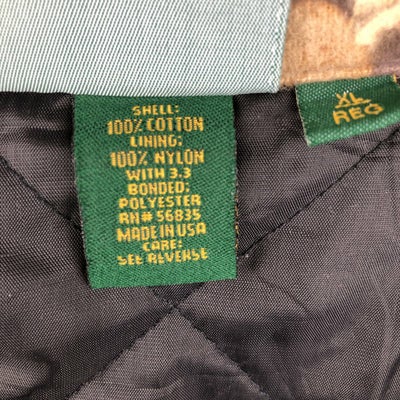 SHELL:
100% COTTON
LINING:
100% NYLON
WITH 3.3
BONDED:
POLYESTER
RN# 56835
MADE IN USA
CARE:
SEE REVERSE
XL
REG